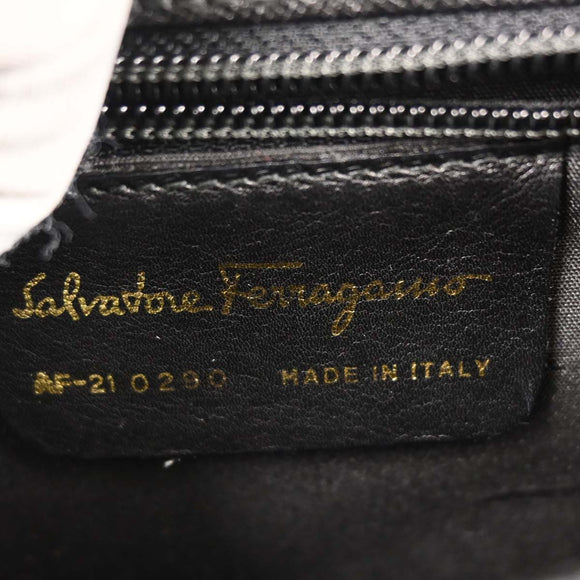 Salvatore Ferragamo
AF-21 0290 MADE IN ITALY